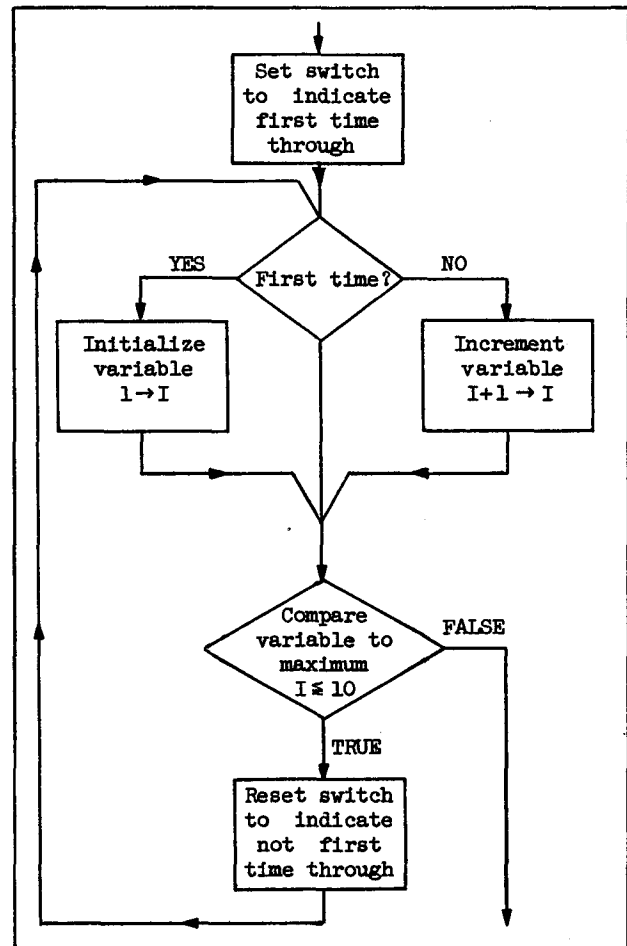 Set switch
to indicate
first time
through
First time?
YES
NO
Initialize
variable
1→I
Increment
variable
I+1→I
Compare
variable to
maximum
I≦10
FALSE
TRUE
Reset switch
to indicate
not first
time through